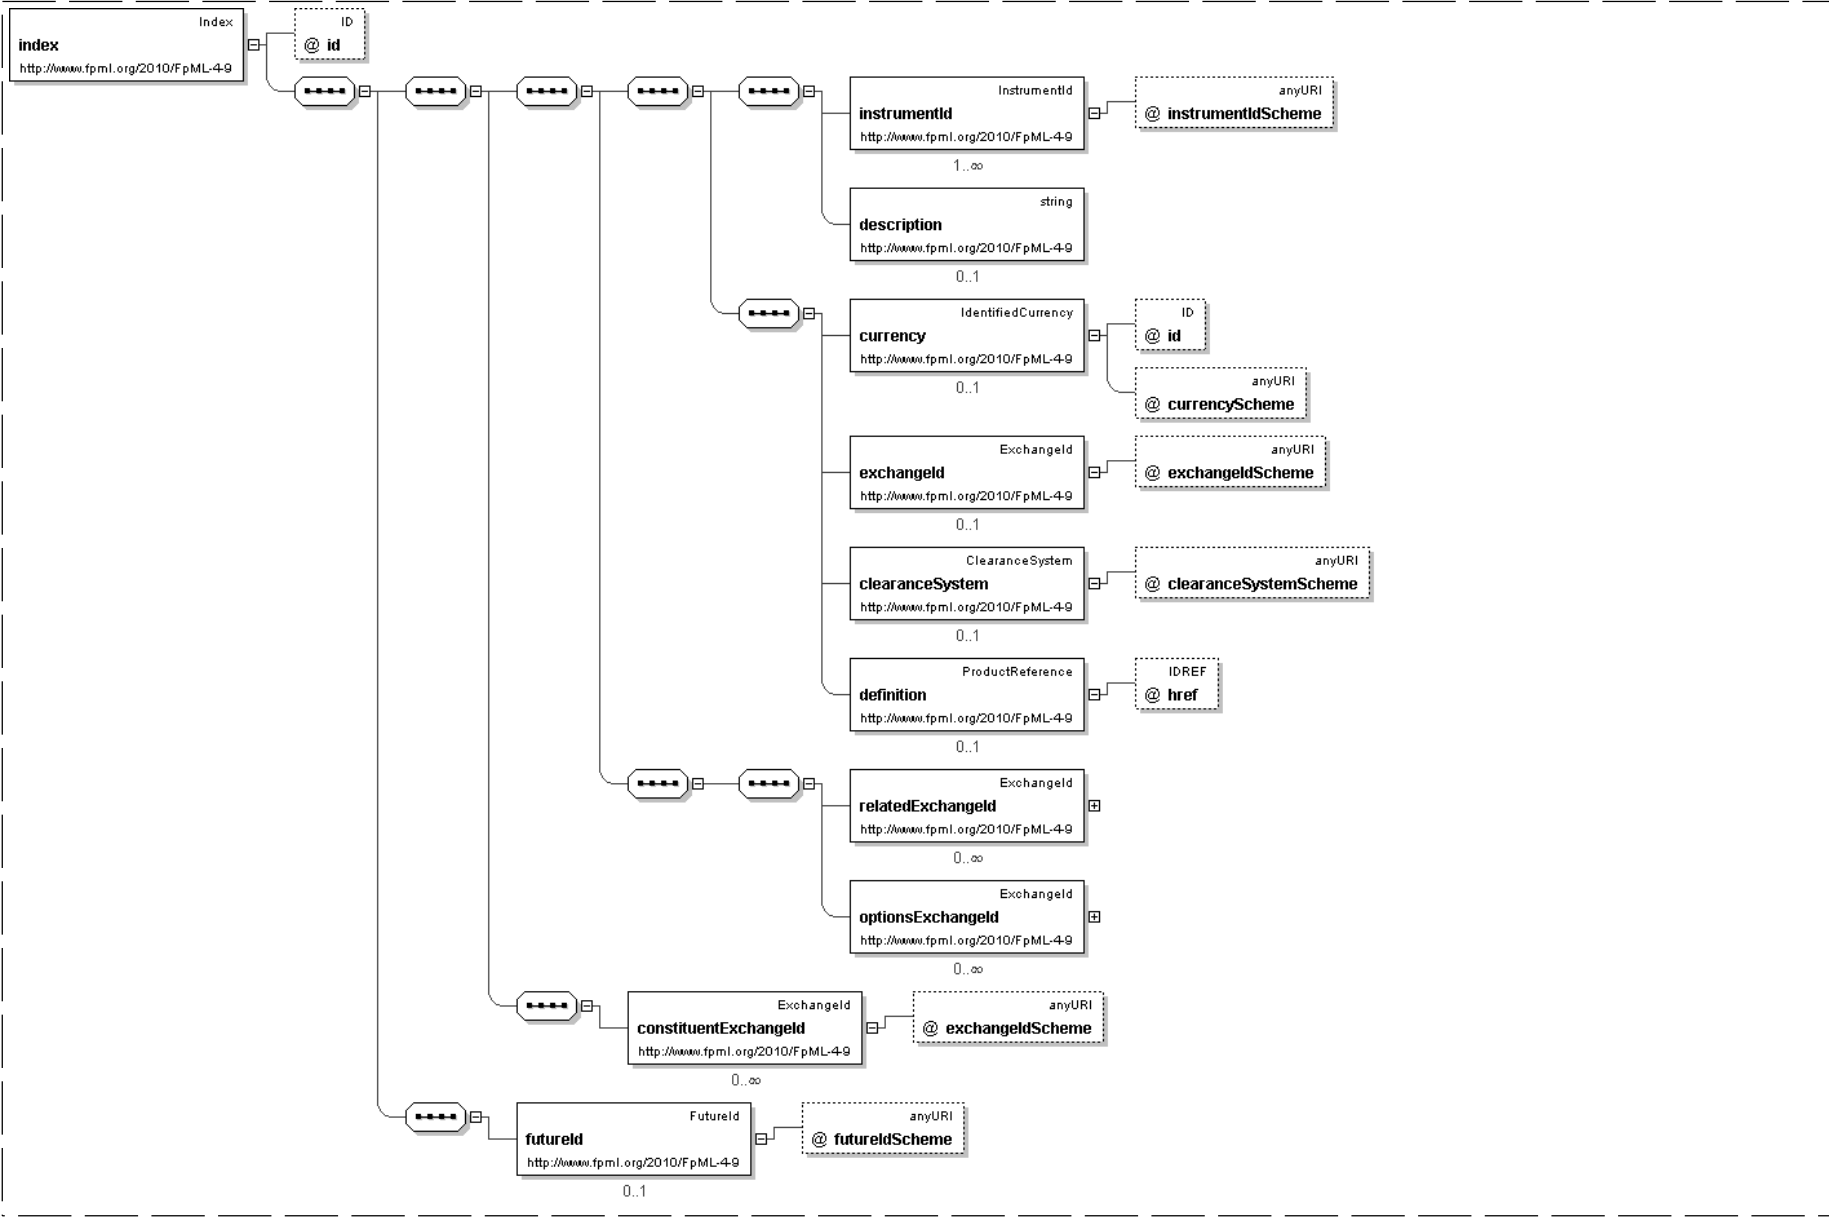 Index
index
http://www.fpml.org/2010/FpML-4-9
ID
@ id
InstrumentId
instrumentId
http://www.fpml.org/2010/FpML-4-9
1..∞
anyURI
@ instrumentIdScheme
string
description
http://www.fpml.org/2010/FpML-4-9
0..1
IdentifiedCurrency
currency
http://www.fpml.org/2010/FpML-4-9
0..1
ID
@ id
anyURI
@ currencyScheme
ExchangeId
exchangeId
http://www.fpml.org/2010/FpML-4-9
0..1
anyURI
@ exchangeIdScheme
ClearanceSystem
clearanceSystem
http://www.fpml.org/2010/FpML-4-9
0..1
anyURI
@ clearanceSystemScheme
ProductReference
definition
http://www.fpml.org/2010/FpML-4-9
0..1
IDREF
@ href
ExchangeId
relatedExchangeId
http://www.fpml.org/2010/FpML-4-9
0..∞
ExchangeId
optionsExchangeId
http://www.fpml.org/2010/FpML-4-9
0..∞
ExchangeId
constituentExchangeId
http://www.fpml.org/2010/FpML-4-9
0..∞
anyURI
@ exchangeIdScheme
FutureId
futureId
http://www.fpml.org/2010/FpML-4-9
0..1
anyURI
@ futureIdScheme